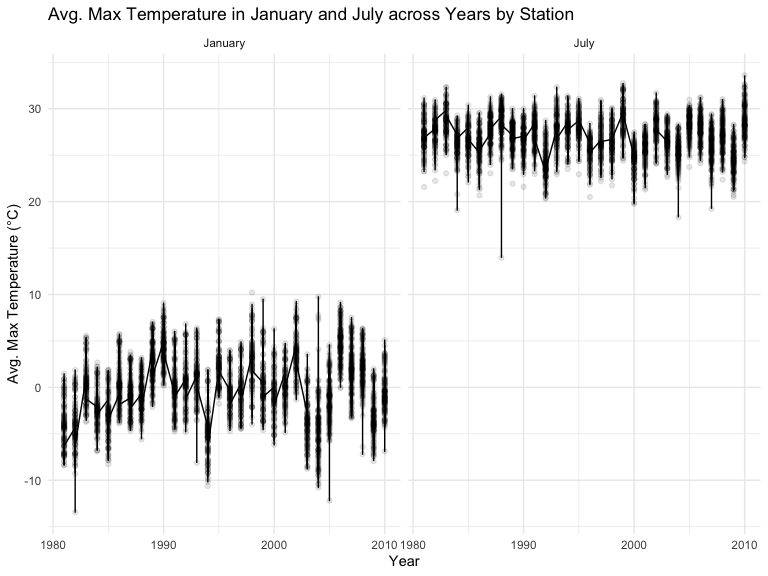 Avg. Max Temperature in January and July across Years by Station
January July
Avg. Max Temperature (°C)
30
20
10
0
-10
1980 1990 2000 2010 1980 1990 2000 2010
Year